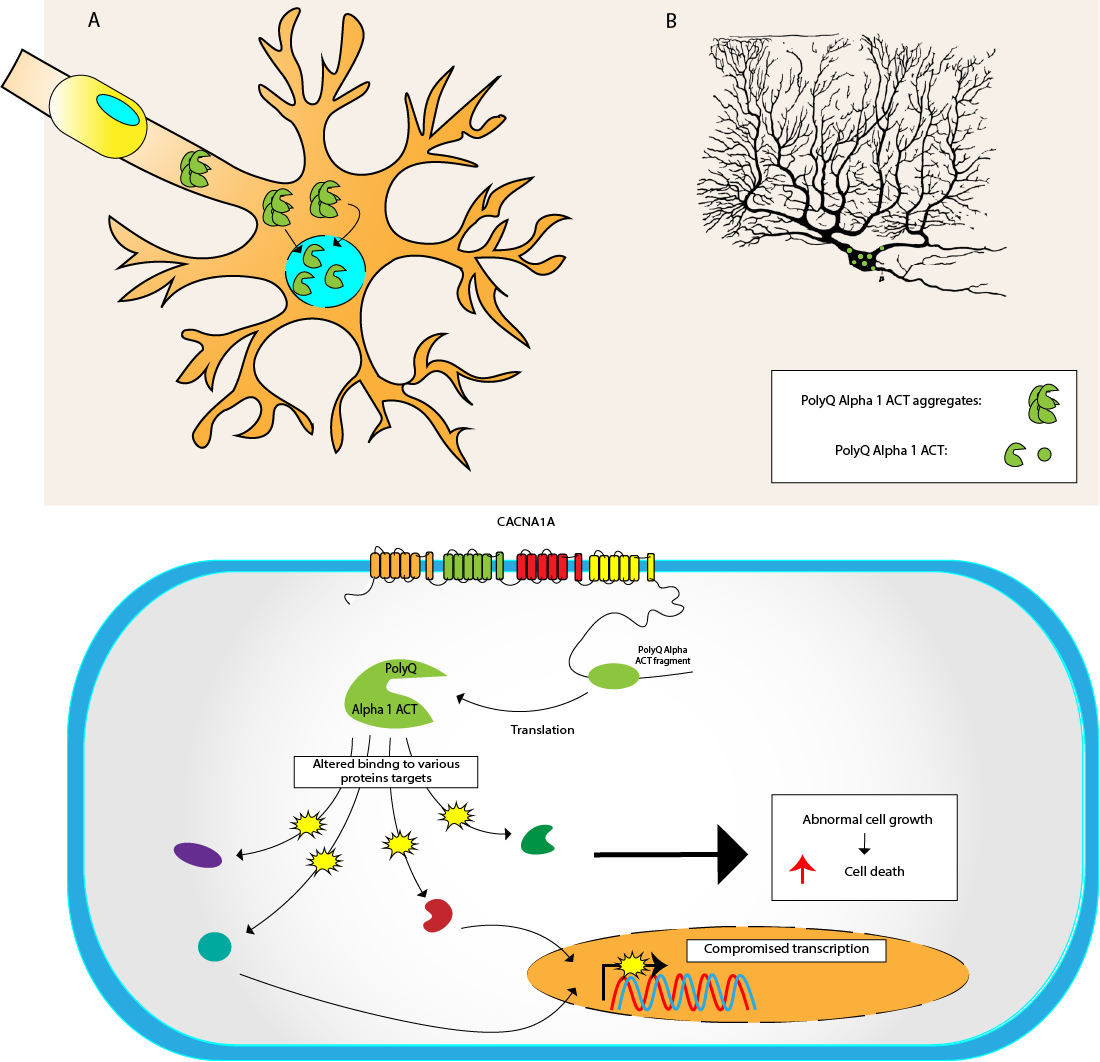 A
B
PolyQ Alpha 1 ACT aggregates:
PolyQ Alpha 1 ACT:
CACNA1A
PolyQ Alpha
ACT fragment
PolyQ
Alpha 1 ACT
Translation
Altered bindng to various
proteins targets
Abnormal cell growth
Cell death
Compromised transcription